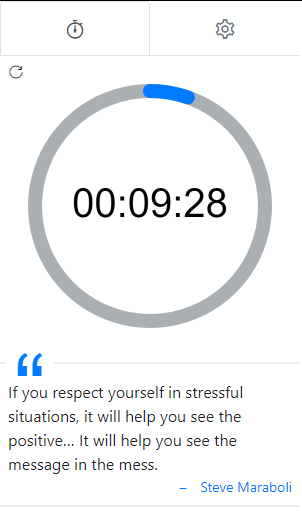 00:09:28
“
If you respect yourself in stressful
situations, it will help you see the
positive... It will help you see the
message in the mess.
– Steve Maraboli